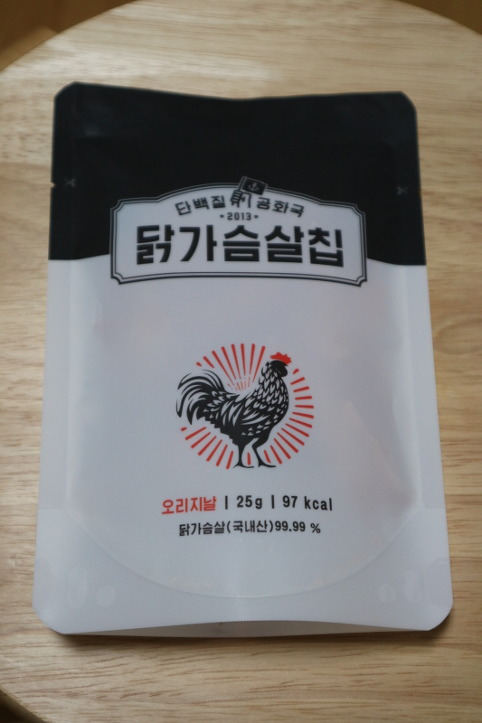 단백질 공화국
2013
닭가슴살칩
오리지날 | 25g | 97 kcal
닭가슴살(국내산)99.99 %